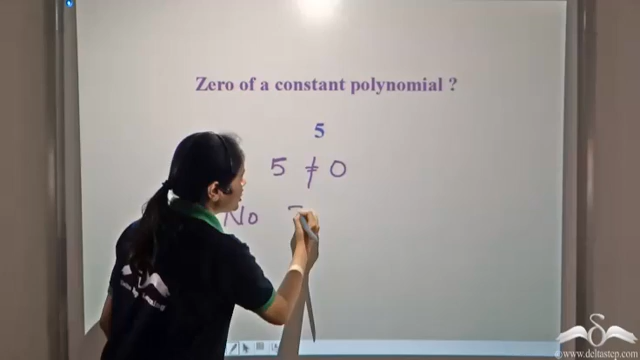 Zero of a constant polynomial ?
5
5 ≠ 0
No
©www.deltastep.com